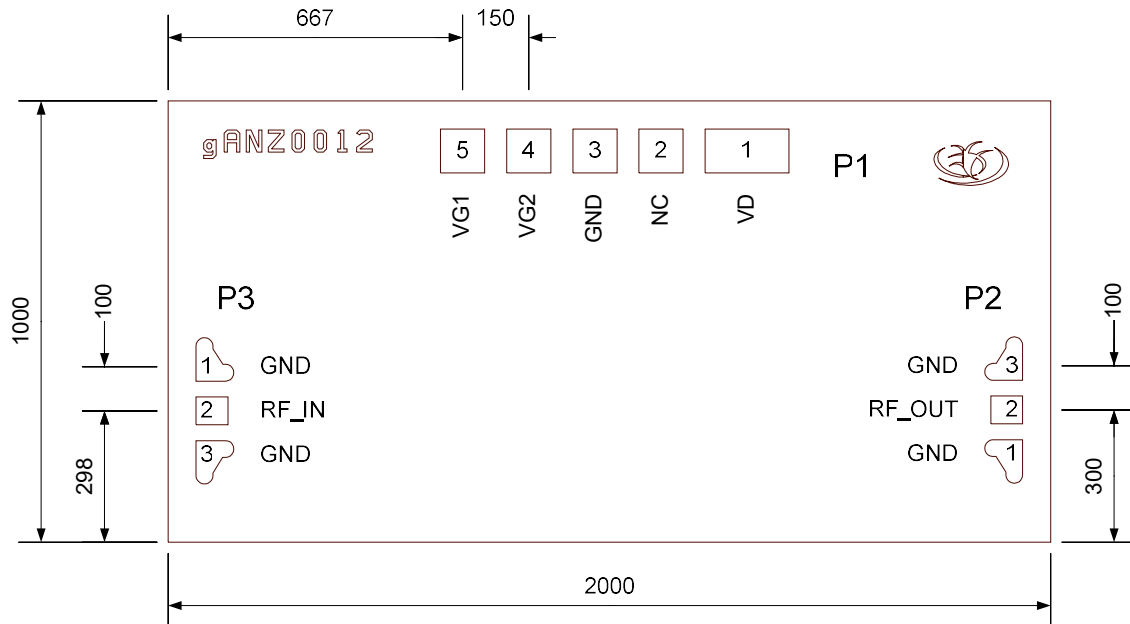 667
150
gANZ0012
5
4
3
2
1
P1
VG1
VG2
GND
NC
VD
1000
100
P3
P2
100
1
GND
GND
3
2
RF_IN
RF_OUT
2
3
GND
GND
1
298
300
2000